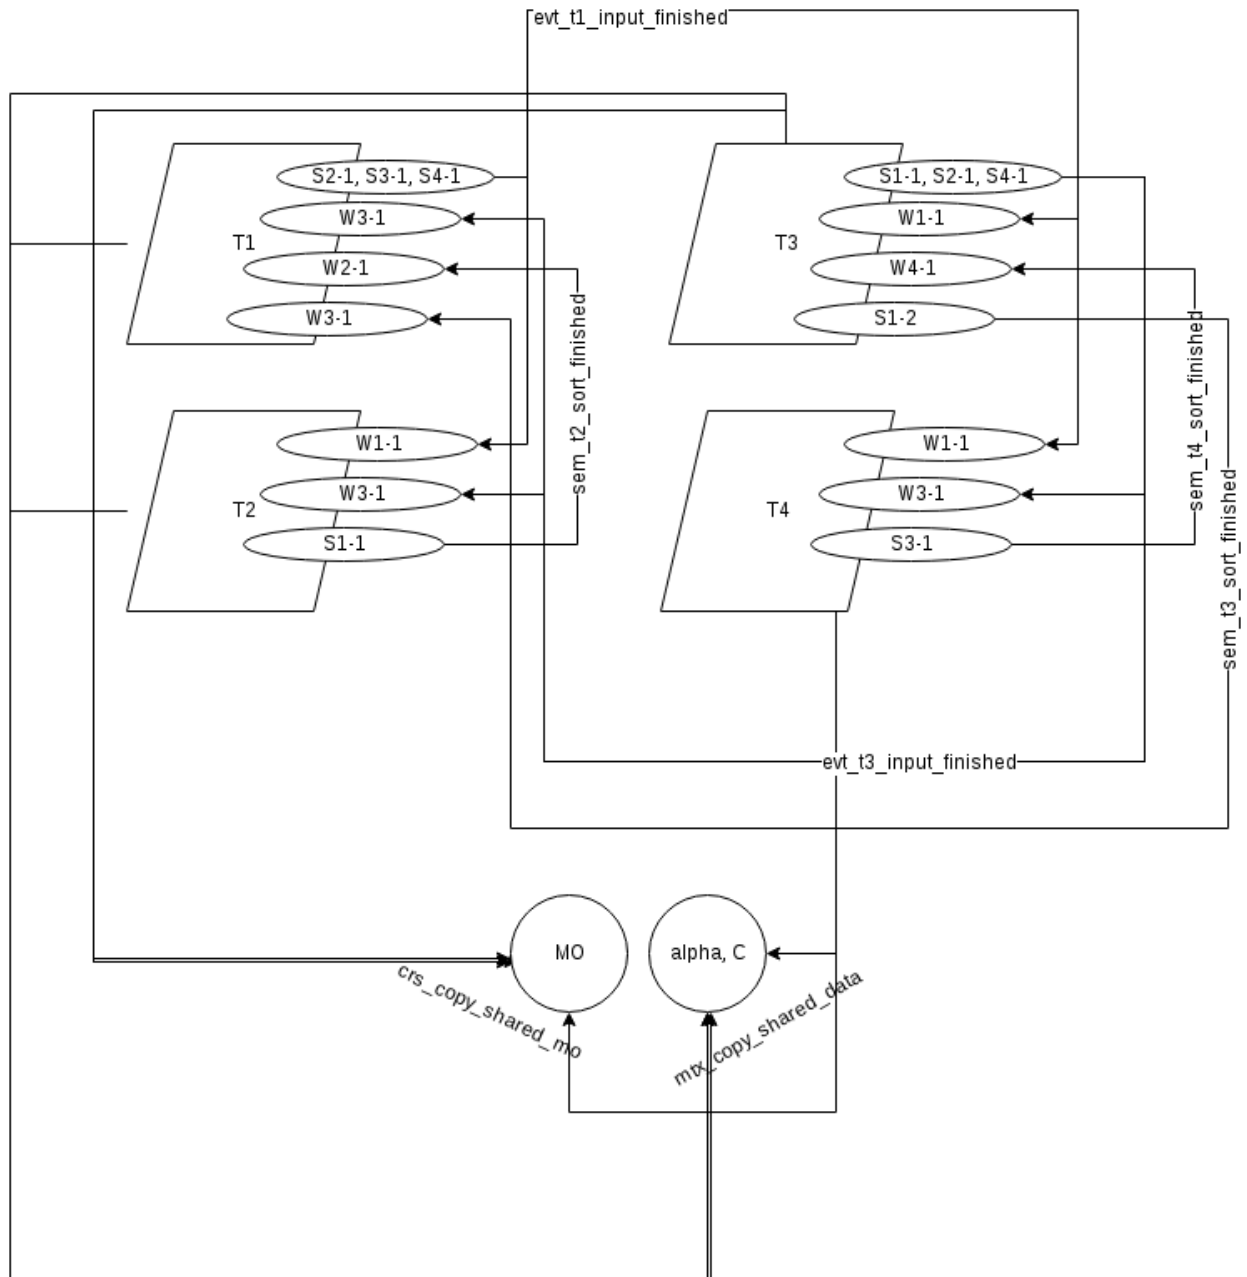 evt_t1_input_finished
S2-1, S3-1, S4-1
W3-1
T1
W2-1
W3-1
sem_t2_sort_finished
S1-1, S2-1, S4-1
W1-1
T3
W4-1
S1-2
sem_t4_sort_finished
W1-1
W3-1
T2
S1-1
W1-1
W3-1
T4
S3-1
sem_t3_sort_finished
evt_t3_input_finished
MO
alpha, C
crs_copy_shared_mo
mtx_copy_shared_data